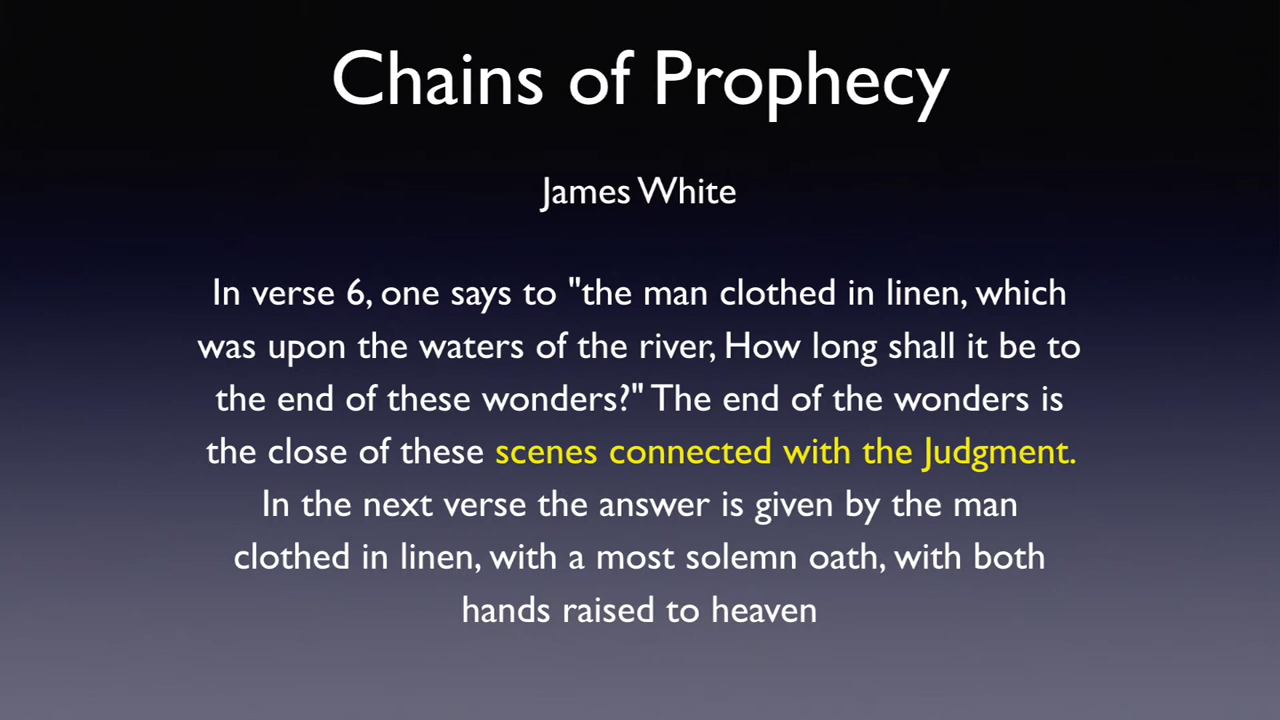 Chains of Prophecy
James White
In verse 6, one says to "the man clothed in linen, which
was upon the waters of the river, How long shall it be to
the end of these wonders?" The end of the wonders is
the close of these scenes connected with the Judgment.
In the next verse the answer is given by the man
clothed in linen, with a most solemn oath, with both
hands raised to heaven